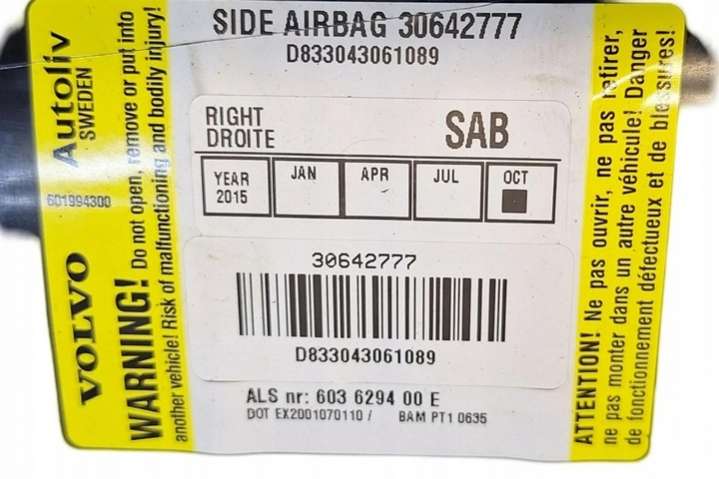 SIDE AIRBAG 30642777
D833043061089
RIGHT
DROITE
SAB
YEAR
2015
JAN
APR
JUL
OCT
30642777
D833043061089
ALS nr: 603 6294 00 E
DOT EX2001070110 / BAM PT1 0635
Autoliv
SWEDEN
601994300
VOLVO
WARNING! Do not open, remove or put into
another vehicle! Risk of malfunctioning and bodily injury!
ATTENTION! Ne pas ouvrir, ne pas retirer,
ne pas monter dans un autre véhicule! Danger
de fonctionnement défectueux et de blessures!